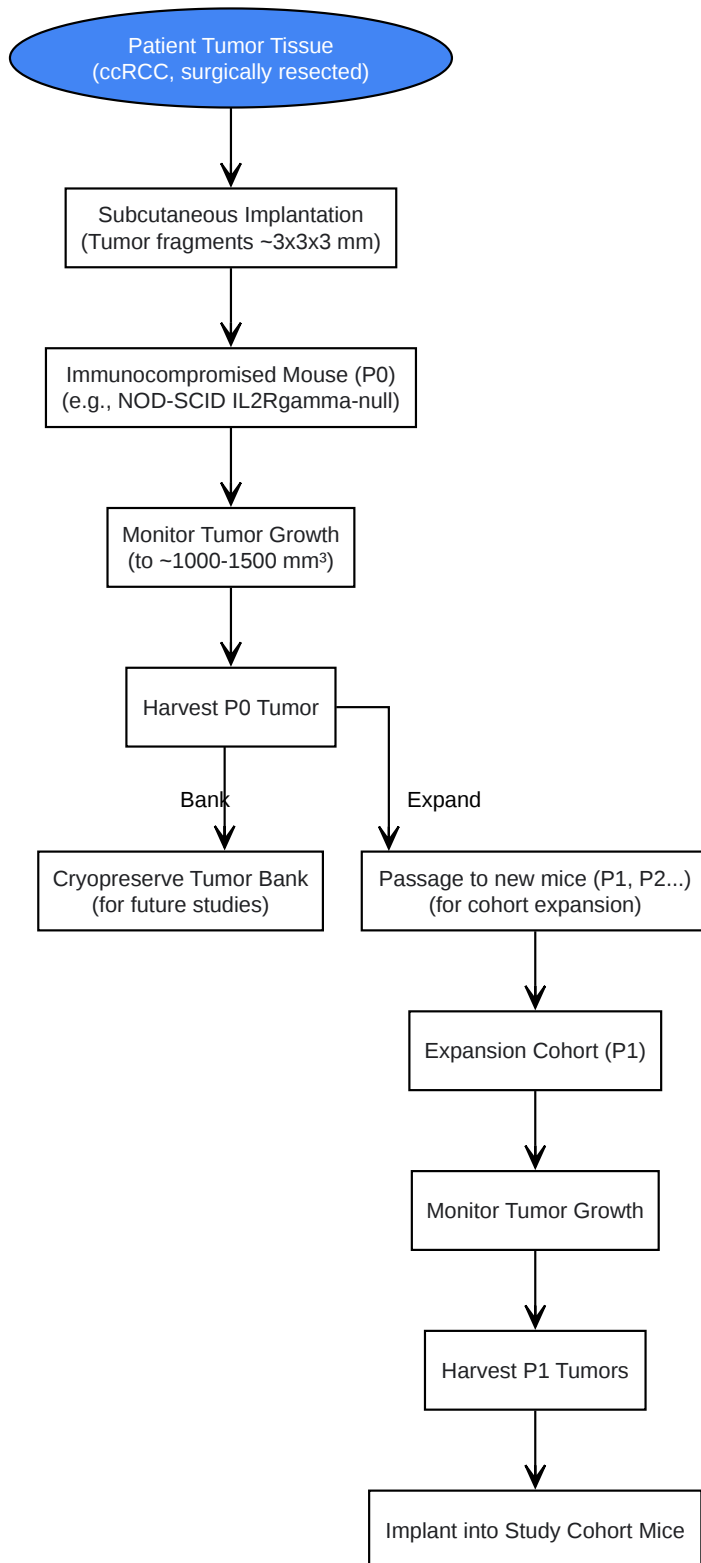 Patient Tumor Tissue
(ccRCC, surgically resected)
Subcutaneous Implantation
(Tumor fragments ~3x3x3 mm)
Immunocompromised Mouse (P0)
(e.g., NOD-SCID IL2Rgamma-null)
Monitor Tumor Growth
(to ~1000-1500 mm³)
Harvest P0 Tumor
Bank
Expand
Cryopreserve Tumor Bank
(for future studies)
Passage to new mice (P1, P2...)
(for cohort expansion)
Expansion Cohort (P1)
Monitor Tumor Growth
Harvest P1 Tumors
Implant into Study Cohort Mice